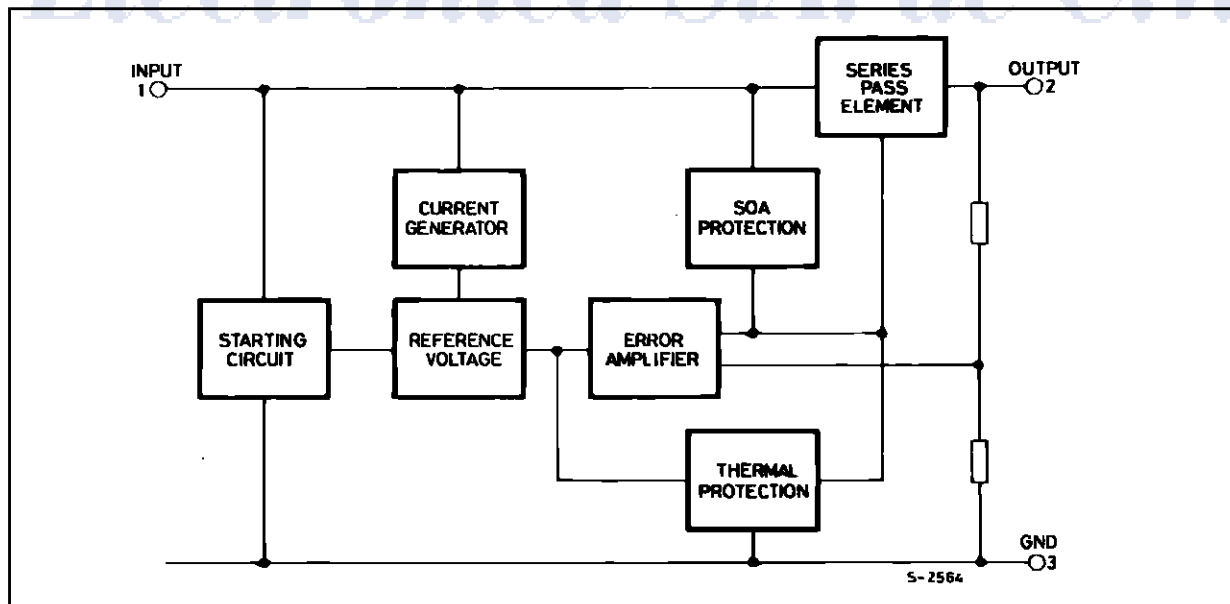 INPUT
1
SERIES
PASS
ELEMENT
OUTPUT
2
CURRENT
GENERATOR
SOA
PROTECTION
STARTING
CIRCUIT
REFERENCE
VOLTAGE
ERROR
AMPLIFIER
THERMAL
PROTECTION
GND
3
S-2564